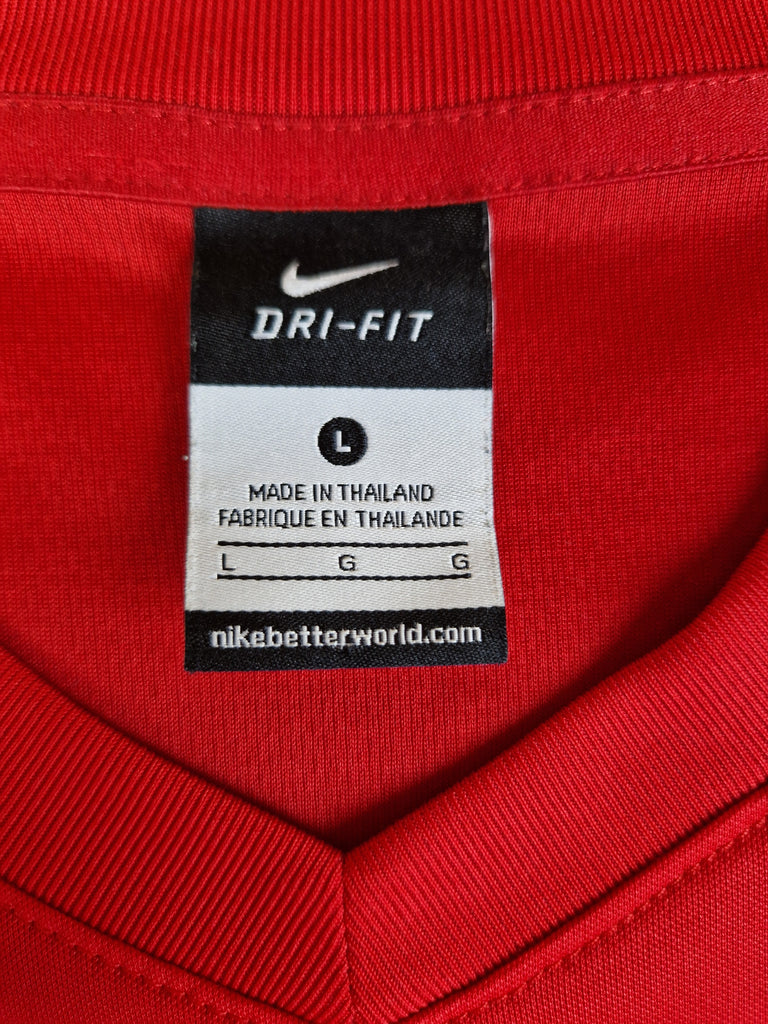 DRI-FIT
L
MADE IN THAILAND
FABRIQUE EN THAILANDE
L G G
nikebetterworld.com